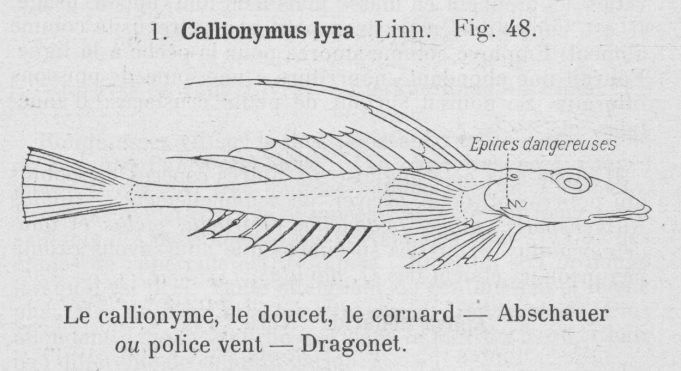 1. Callionymus lyra Linn. Fig. 48.
Epines dangereuses
Le callionyme, le doucet, le cornard — Abschauer
ou police vent — Dragonet.